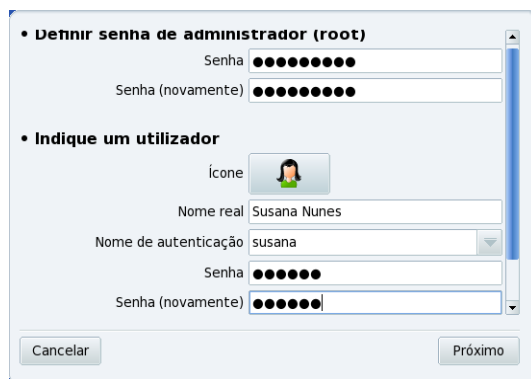 • Definir senha de administrador (root)
Senha ●●●●●●●●●
Senha (novamente) ●●●●●●●●●
• Indique um utilizador
Ícone
Nome real Susana Nunes
Nome de autenticação susana
Senha ●●●●●●
Senha (novamente) ●●●●●●
Cancelar Próximo